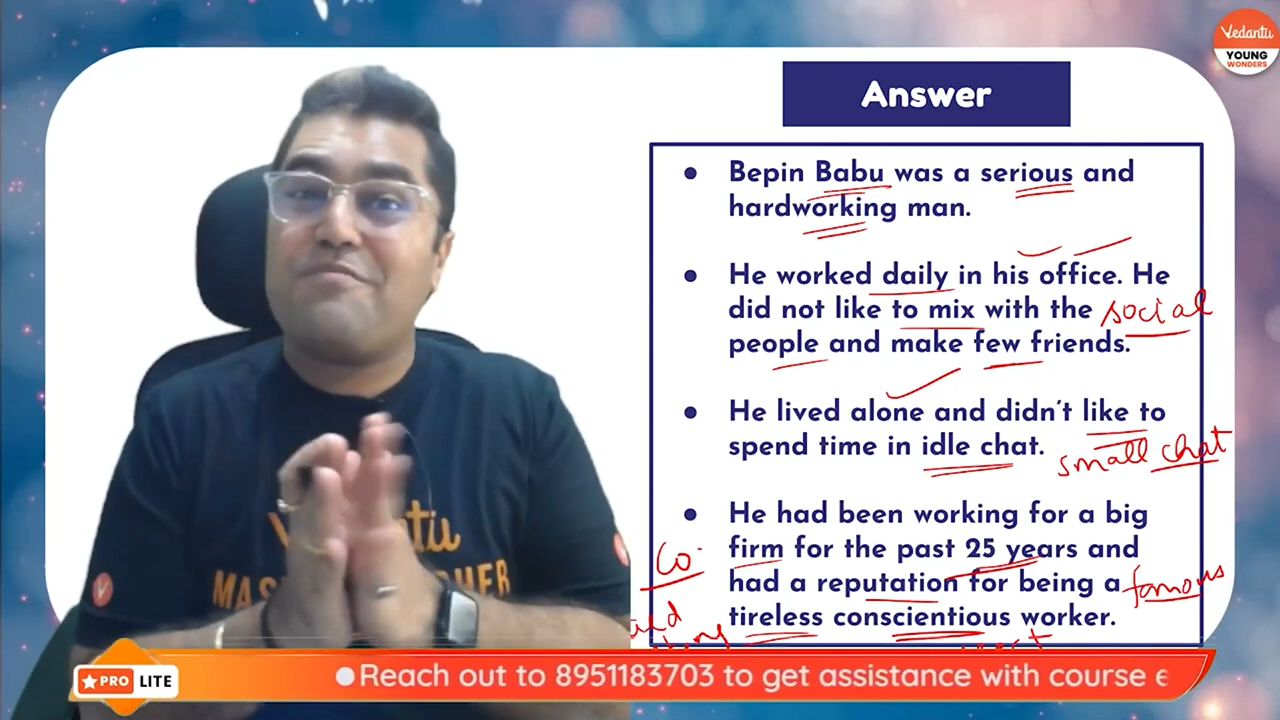 Vedantu
YOUNG
WONDERS
Answer
• Bepin Babu was a serious and
hardworking man.
• He worked daily in his office. He
did not like to mix with the social
people and make few friends.
• He lived alone and didn't like to
spend time in idle chat. small chat
• He had been working for a big
firm for the past 25 years and
Co.
had a reputation for being a famous
tireless conscientious worker.
PRO LITE
Reach out to 8951183703 to get assistance with course